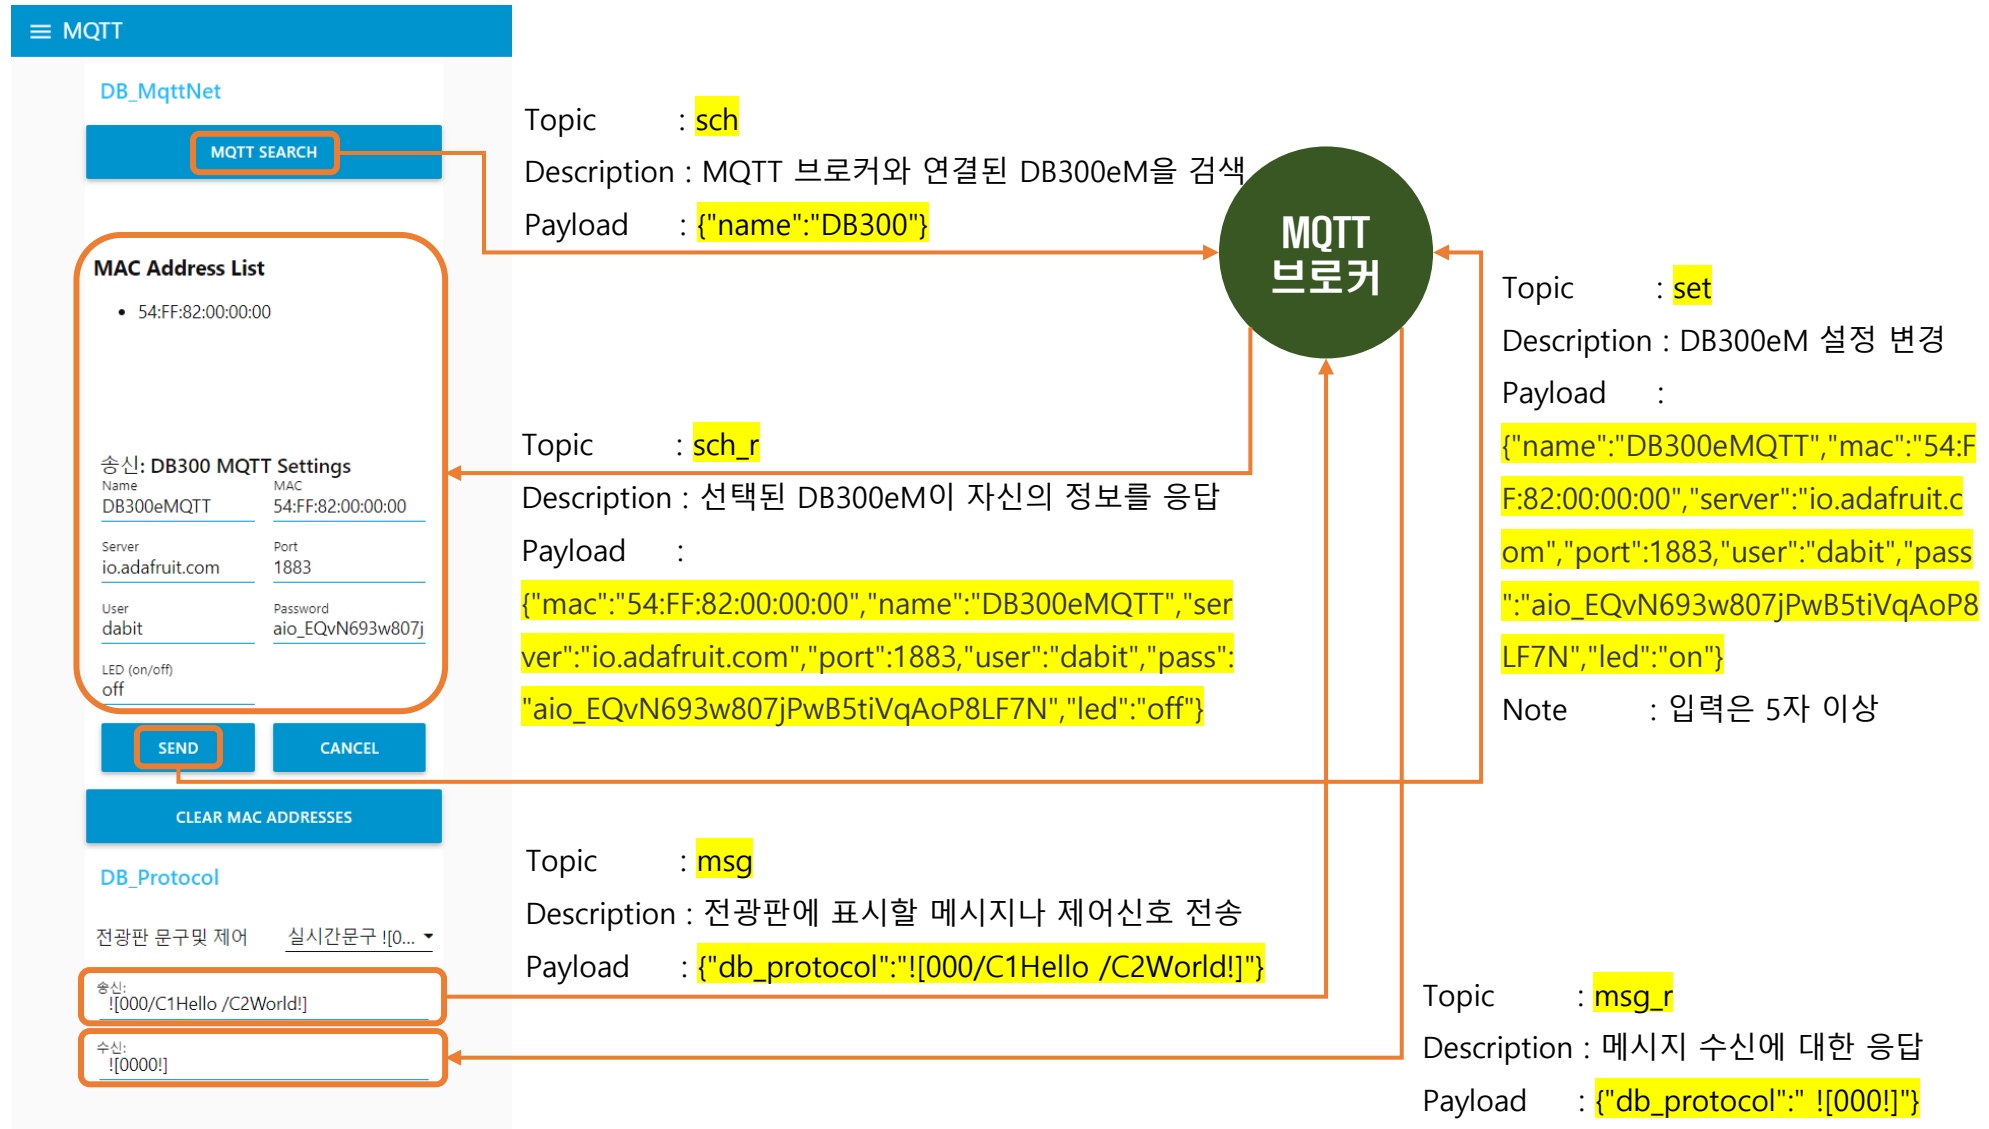 MQTT
DB_MqttNet
MQTT SEARCH
MAC Address List
• 54:FF:82:00:00:00
송신: DB300 MQTT Settings
Name MAC
DB300eMQTT 54:FF:82:00:00:00
Server Port
io.adafruit.com 1883
User Password
dabit aio_EQvN693w807j
LED (on/off)
off
SEND CANCEL
CLEAR MAC ADDRESSES
DB_Protocol
전광판 문구및 제어 실시간문구 ![0...
송신:
![000/C1Hello /C2World!]
수신:
![0000!]
Topic : sch
Description : MQTT 브로커와 연결된 DB300eM을 검색
Payload : {"name":"DB300"}
MQTT
브로커
Topic : sch_r
Description : 선택된 DB300eM이 자신의 정보를 응답
Payload :
{"mac":"54:FF:82:00:00:00","name":"DB300eMQTT","ser
ver":"io.adafruit.com","port":1883,"user":"dabit","pass":
"aio_EQvN693w807jPwB5tiVqAoP8LF7N","led":"off"}
Topic : set
Description : DB300eM 설정 변경
Payload :
{"name":"DB300eMQTT","mac":"54:F
F:82:00:00:00","server":"io.adafruit.c
om","port":1883,"user":"dabit","pass
":"aio_EQvN693w807jPwB5tiVqAoP8
LF7N","led":"on"}
Note : 입력은 5자 이상
Topic : msg
Description : 전광판에 표시할 메시지나 제어신호 전송
Payload : {"db_protocol":"![000/C1Hello /C2World!]"}
Topic : msg_r
Description : 메시지 수신에 대한 응답
Payload : {"db_protocol":" ![000!]"}